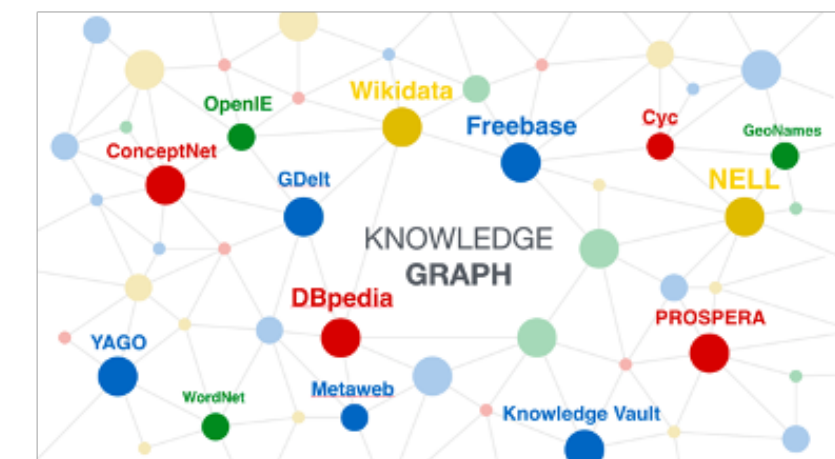 Wikidata
OpenIE
Freebase
Cyc
GeoNames
ConceptNet
GDelt
NELL
KNOWLEDGE
GRAPH
DBpedia
PROSPERA
YAGO
Metaweb
WordNet
Knowledge Vault